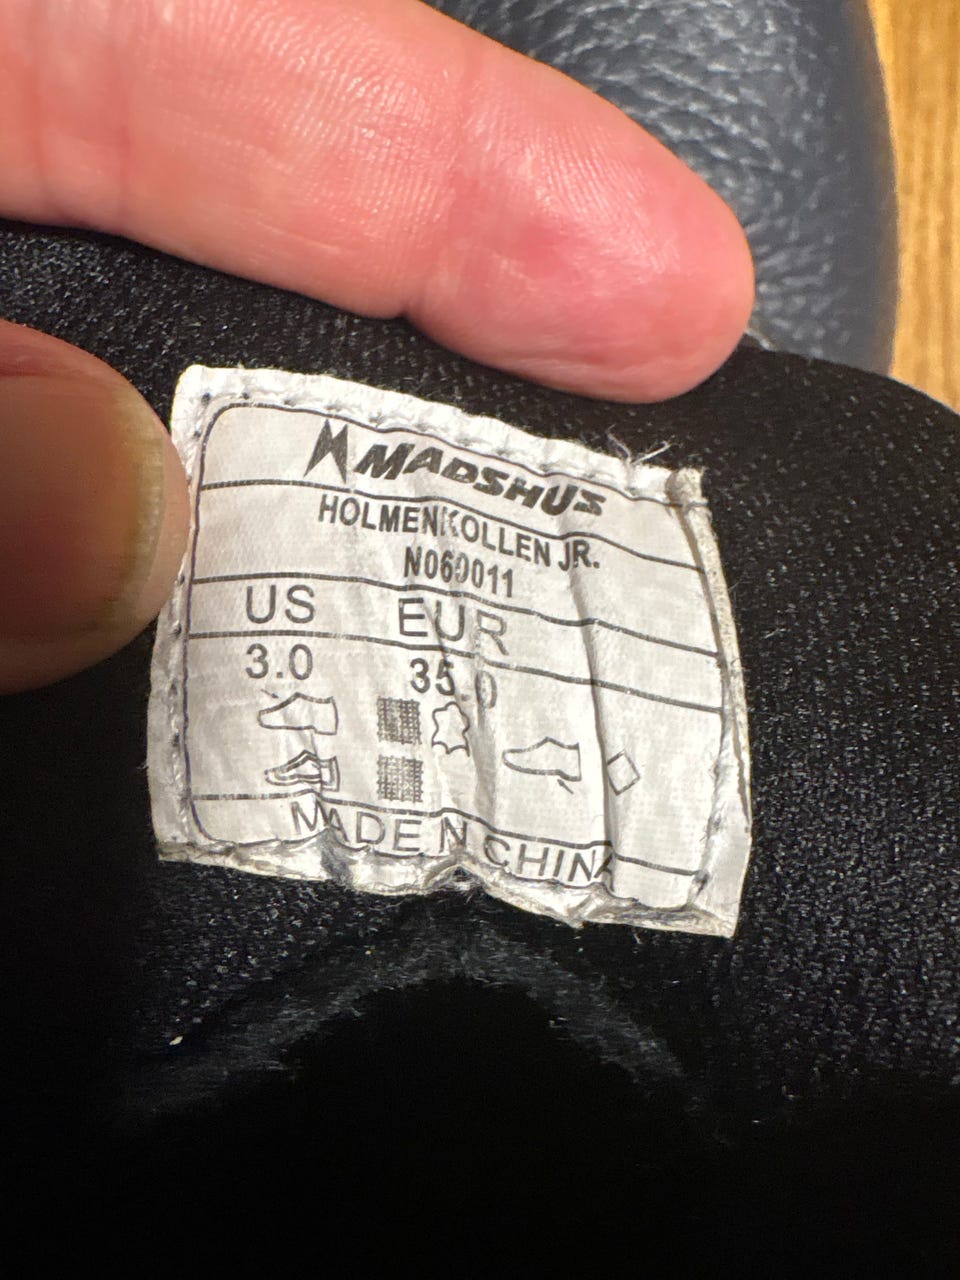 MADSHUS
HOLMENKOLLEN JR.
N060011
US EUR
3.0 35.0
MADE IN CHINA